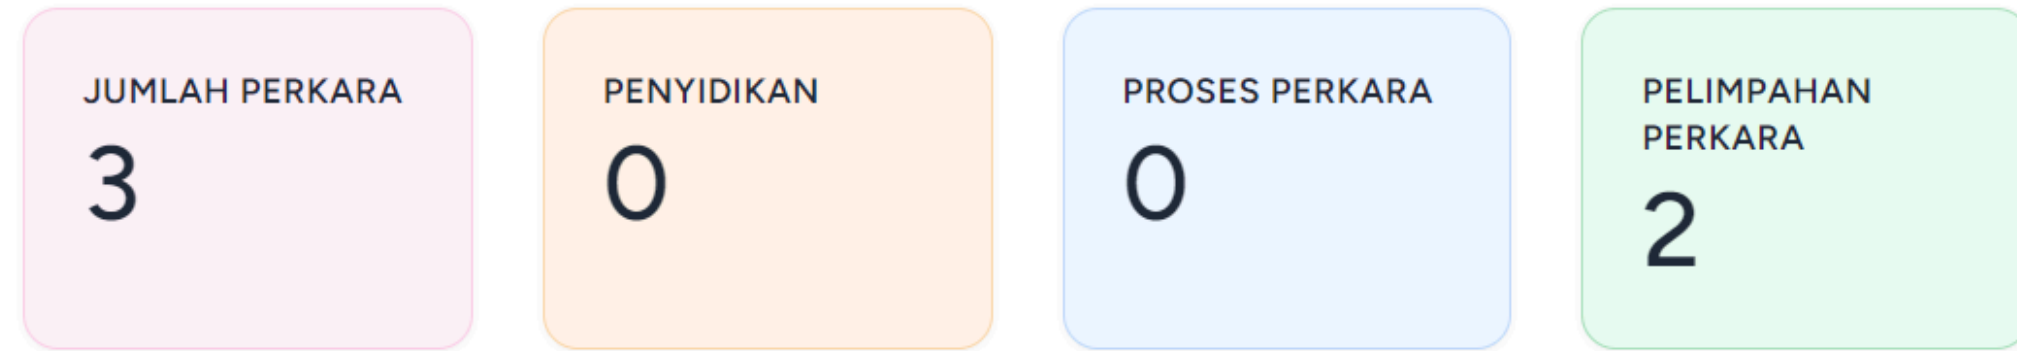 JUMLAH PERKARA
3
PENYIDIKAN
0
PROSES PERKARA
0
PELIMPAHAN
PERKARA
2